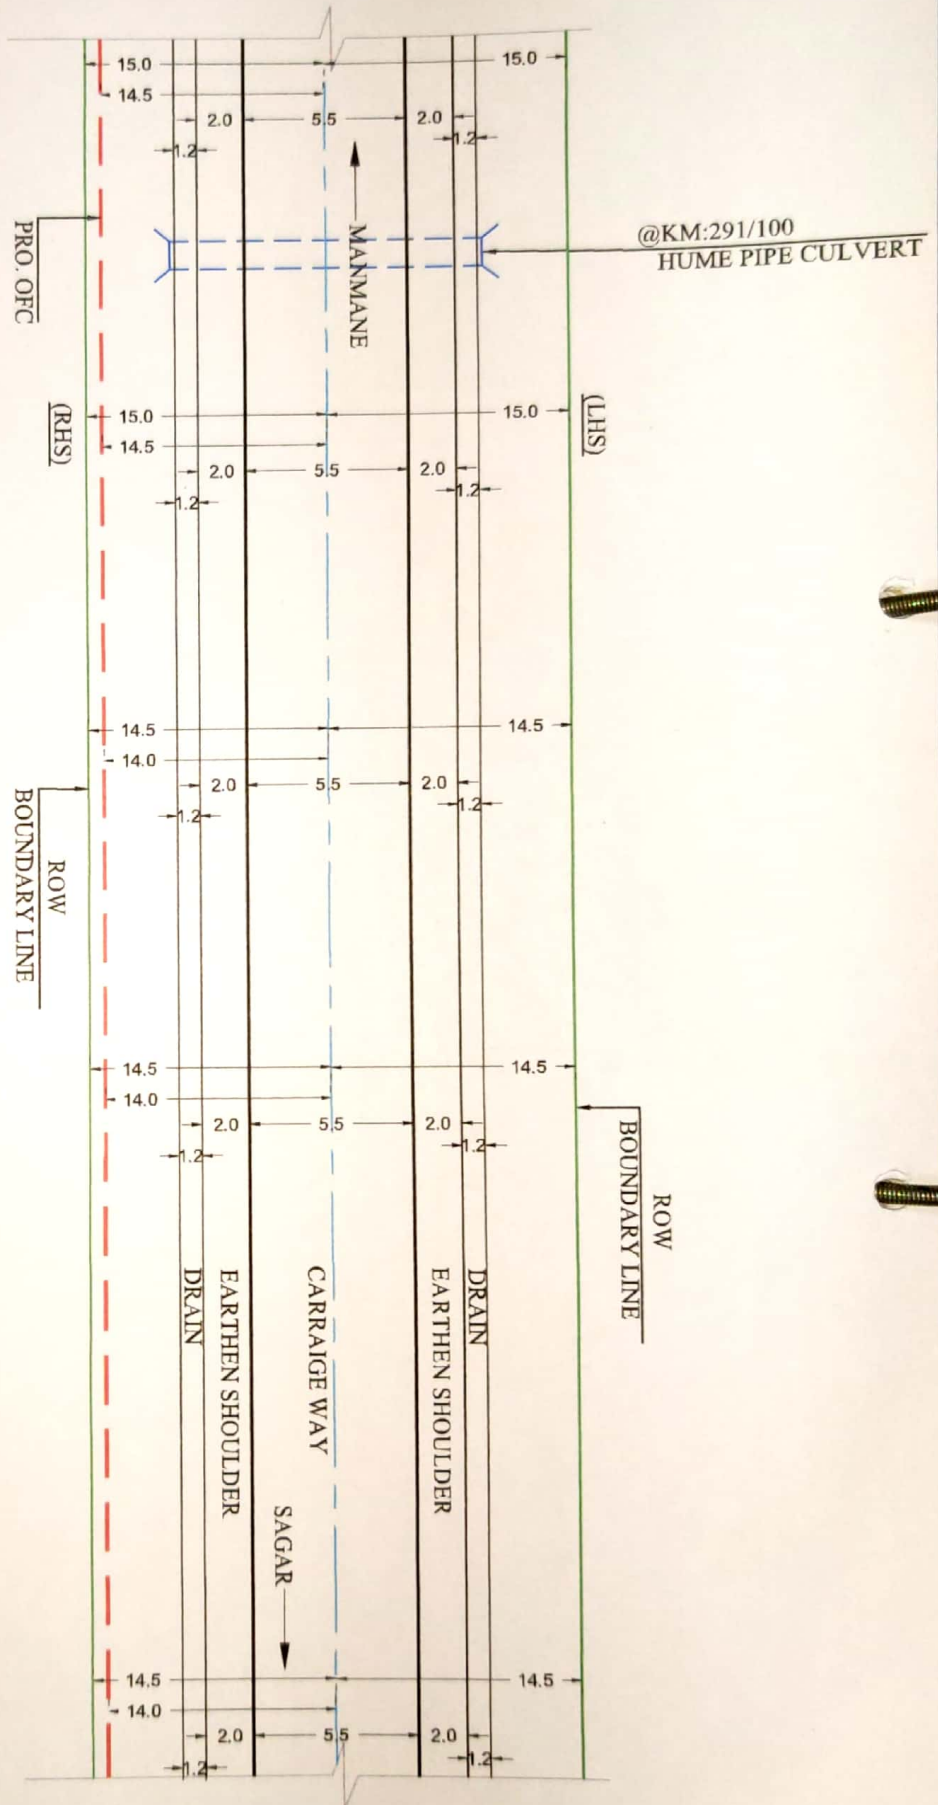 15.0
15.0
14.5
2.0
5.5
2.0
1.2
1.2
@KM:291/100
HUME PIPE CULVERT
MANMANE
PRO. OFC
(RHS)
(LHS)
15.0
15.0
14.5
2.0
5.5
2.0
1.2
1.2
14.5
14.5
14.0
2.0
5.5
2.0
1.2
1.2
ROW
BOUNDARY LINE
14.5
14.5
14.0
2.0
5.5
2.0
1.2
1.2
ROW
BOUNDARY LINE
DRAIN
EARTHEN SHOULDER
CARRAIGE WAY
EARTHEN SHOULDER
DRAIN
SAGAR
14.5
14.5
14.0
2.0
5.5
2.0
1.2
1.2